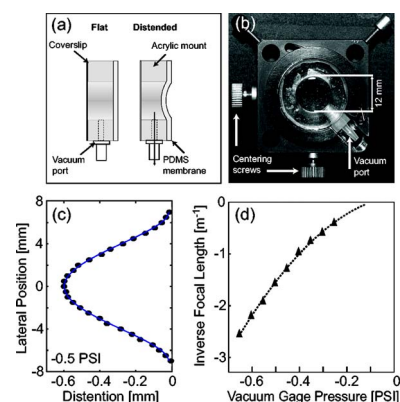 (a)
Flat
Distended
Coverslip
Acrylic mount
Vacuum
port
PDMS
membrane
(b)
12 mm
Centering
screws
Vacuum
port
(c)
Lateral Position [mm]
8
4
0
-4
-8
-0.5 PSI
-0.6
-0.4
-0.2
0
Distention [mm]
(d)
Inverse Focal Length [m-1]
0
-1
-2
-3
-0.6
-0.4
-0.2
0
Vacuum Gage Pressure [PSI]